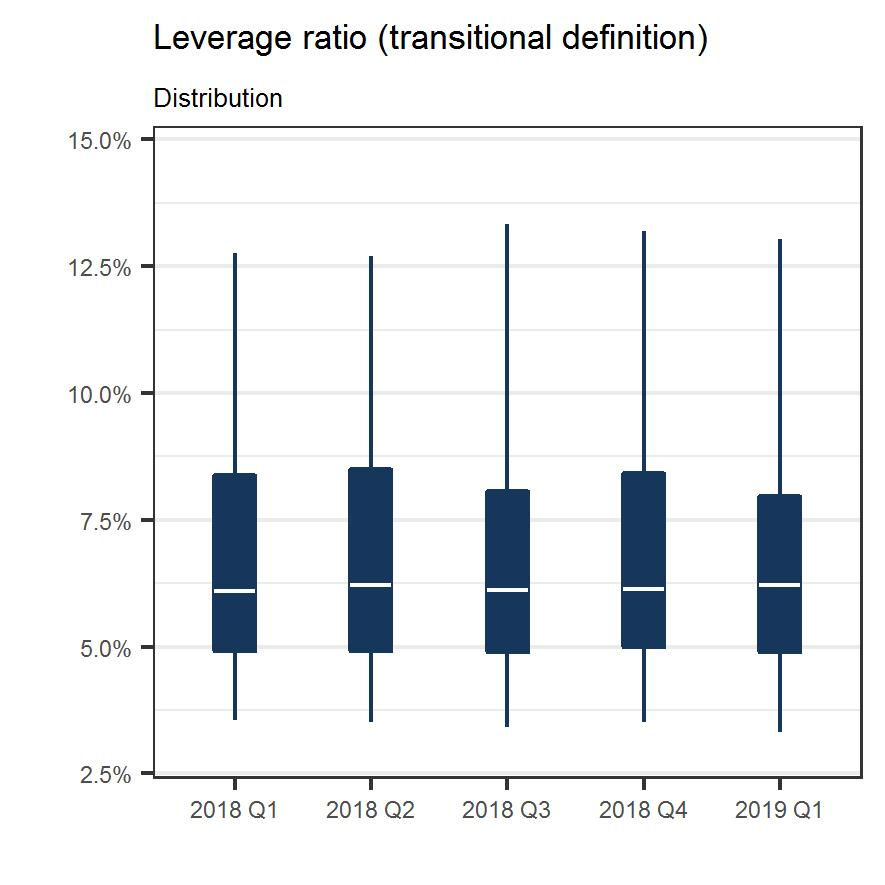 Leverage ratio (transitional definition)
Distribution
15.0%
12.5%
10.0%
7.5%
5.0%
2.5%
2018 Q1 2018 Q2 2018 Q3 2018 Q4 2019 Q1